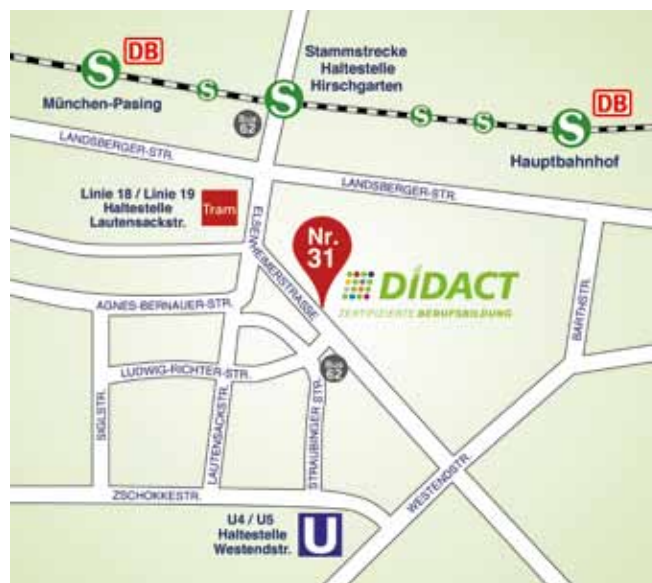 DB
S
S
Stammstrecke
Haltestelle
Hirschgarten
S
S
S
S
DB
München-Pasing
Bus
62
Hauptbahnhof
LANDSBERGER-STR.
LANDSBERGER-STR.
Linie 18 / Linie 19
Haltestelle
Lautensackstr.
Tram
ELSENHEIMERSTRASSE
Nr.
31
DIDACT
ZERTIFIZIERTE BERUFSBILDUNG
BARTHSTR.
AGNES-BERNAUER-STR.
Bus
62
LUDWIG-RICHTER-STR.
SIGLSTR.
LAUTENSACKSTR.
STRAUBINGER STR.
WESTENDSTR.
ZSCHOKKESTR.
U4 / U5
Haltestelle
Westendstr.
U